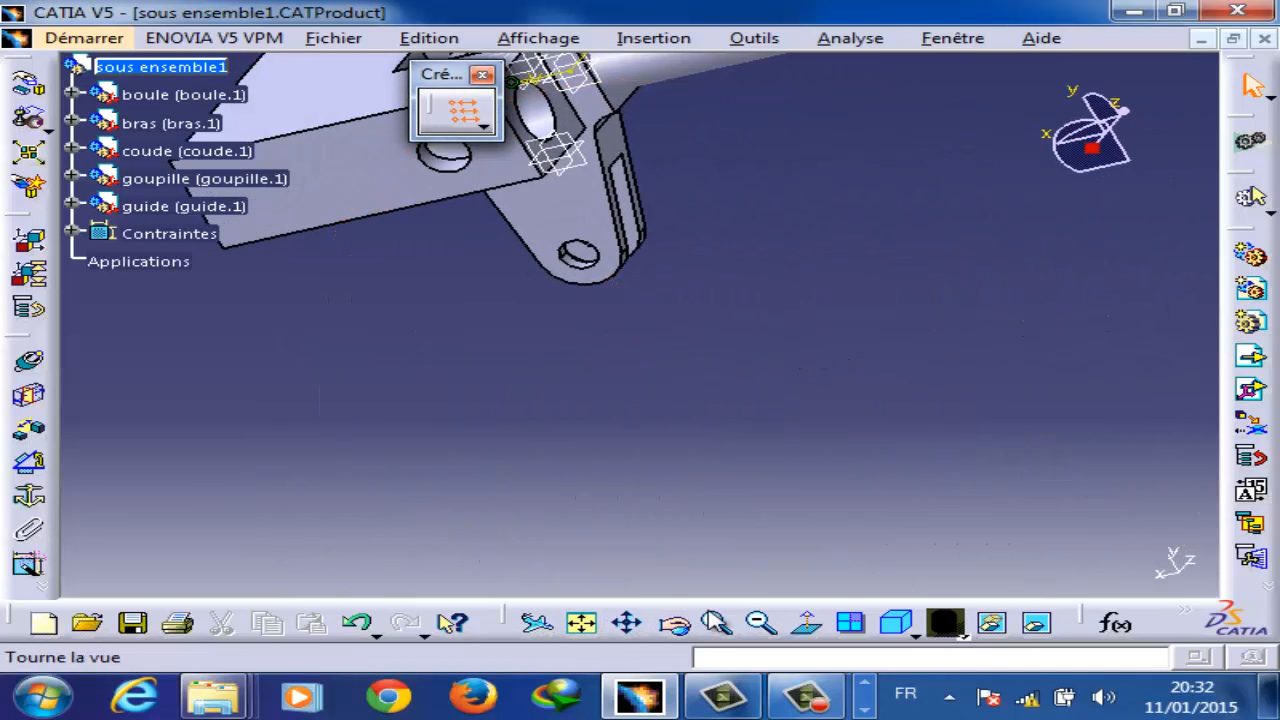 CATIA V5 - [sous ensemble1.CATProduct]
Démarrer ENOVIA V5 VPM Fichier Edition Affichage Insertion Outils Analyse Fenêtre Aide
sous ensemble1
boule (boule.1)
bras (bras.1)
coude (coude.1)
goupille (goupille.1)
guide (guide.1)
Contraintes
Applications
Cré...
y
z
x
y
z
x
A 15
f(x)
CATIA
Tourne la vue
FR
20:32
11/01/2015